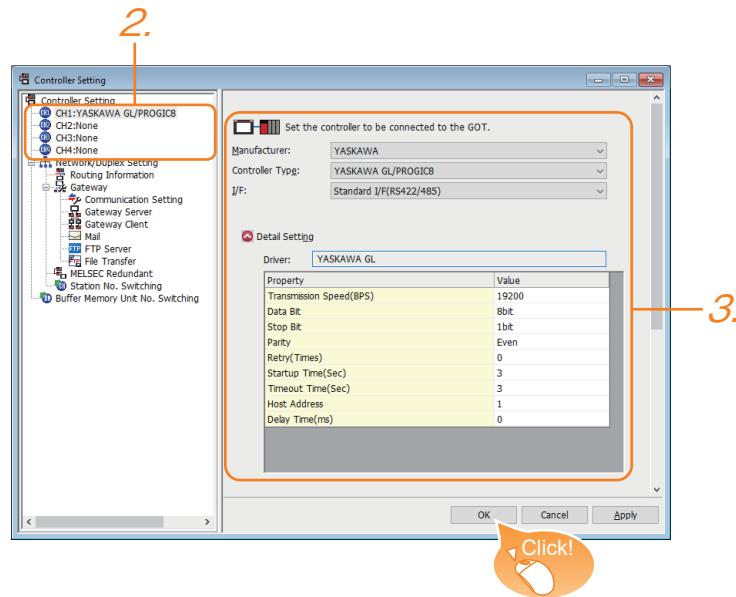 2.
Controller Setting
Controller Setting
CH1:YASKAWA GL/PROGIC8
CH2:None
CH3:None
CH4:None
Network/Duplex Setting
Routing Information
Gateway
Communication Setting
Gateway Server
Gateway Client
Mail
FTP Server
File Transfer
MELSEC Redundant
Station No. Switching
Buffer Memory Unit No. Switching
Set the controller to be connected to the GOT.
Manufacturer: YASKAWA
Controller Type: YASKAWA GL/PROGIC8
I/F: Standard I/F(RS422/485)
Detail Setting
Driver: YASKAWA GL
Property Value
Transmission Speed(BPS) 19200
Data Bit 8bit
Stop Bit 1bit
Parity Even
Retry(Times) 0
Startup Time(Sec) 3
Timeout Time(Sec) 3
Host Address 1
Delay Time(ms) 0
3.
OK Cancel Apply
Click!